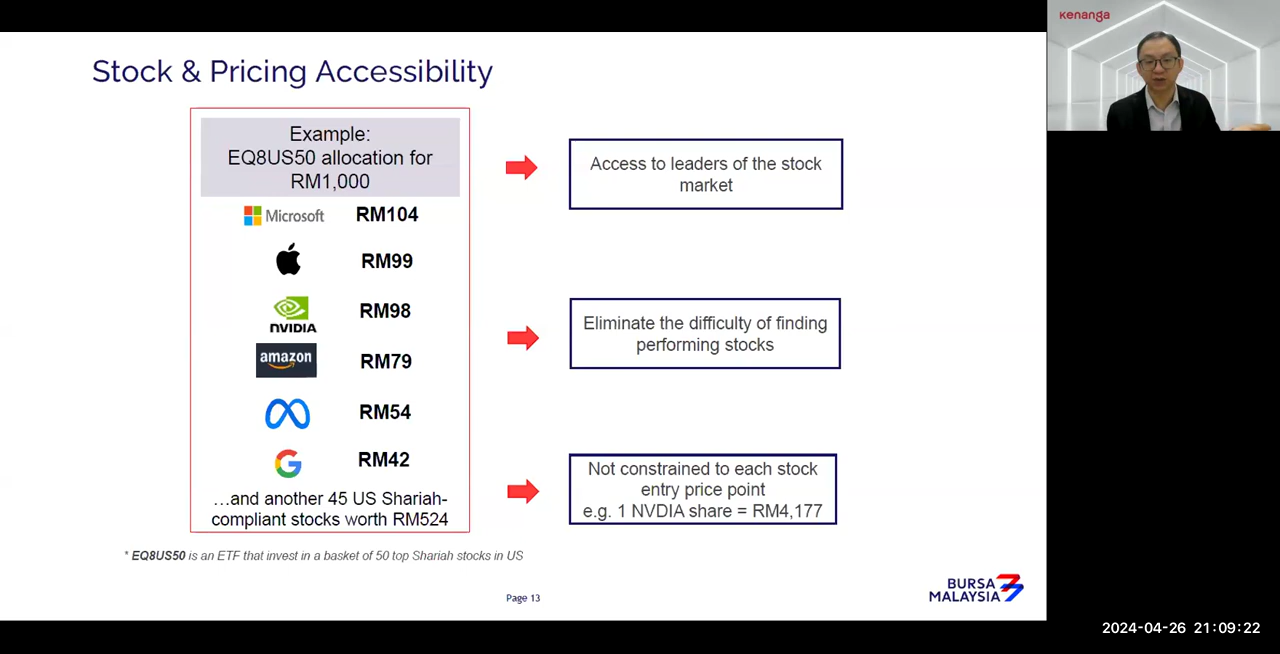 kenanga
Stock & Pricing Accessibility
Example:
EQ8US50 allocation for
RM1,000
Microsoft RM104
RM99
NVIDIA RM98
amazon RM79
RM54
RM42
...and another 45 US Shariah-
compliant stocks worth RM524
Access to leaders of the stock
market
Eliminate the difficulty of finding
performing stocks
Not constrained to each stock
entry price point
e.g. 1 NVDIA share = RM4,177
* EQ8US50 is an ETF that invest in a basket of 50 top Shariah stocks in US
Page 13
BURSA
MALAYSIA
2024-04-26 21:09:22